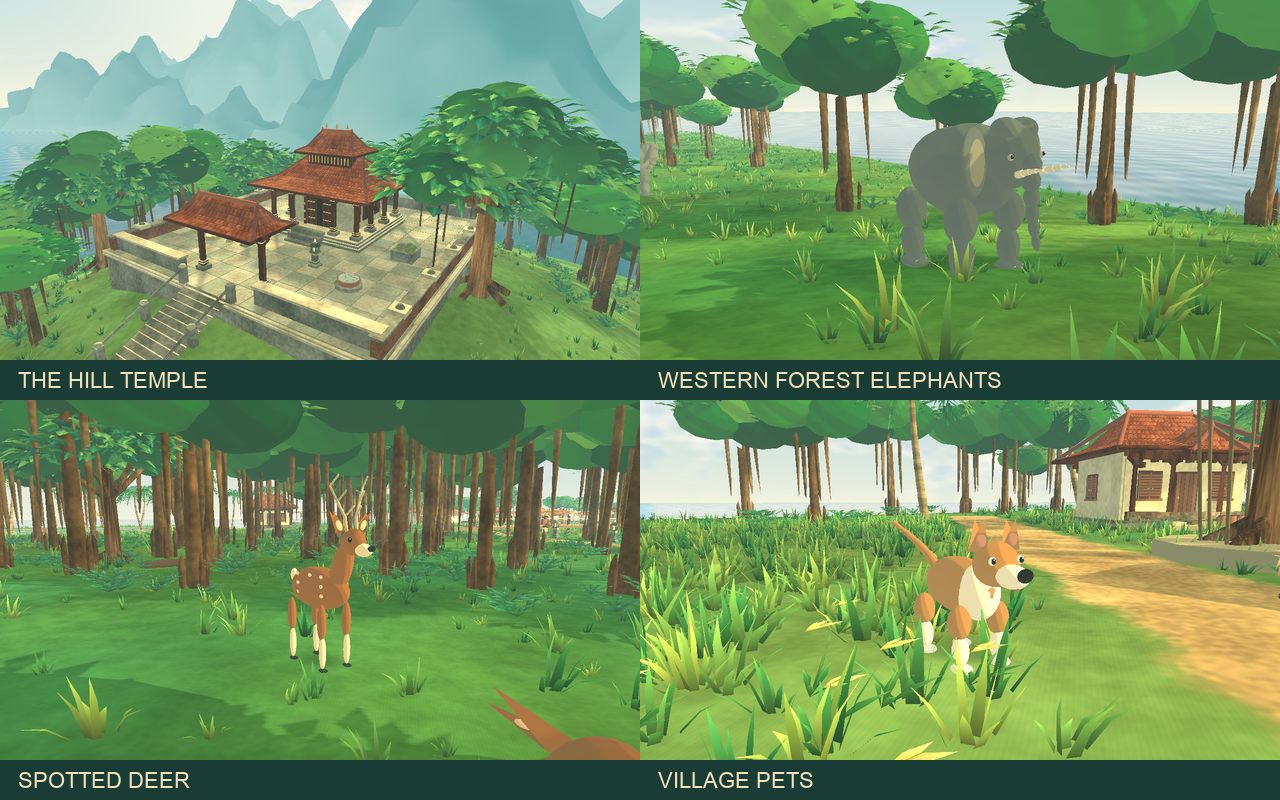 THE HILL TEMPLE
WESTERN FOREST ELEPHANTS
SPOTTED DEER
VILLAGE PETS